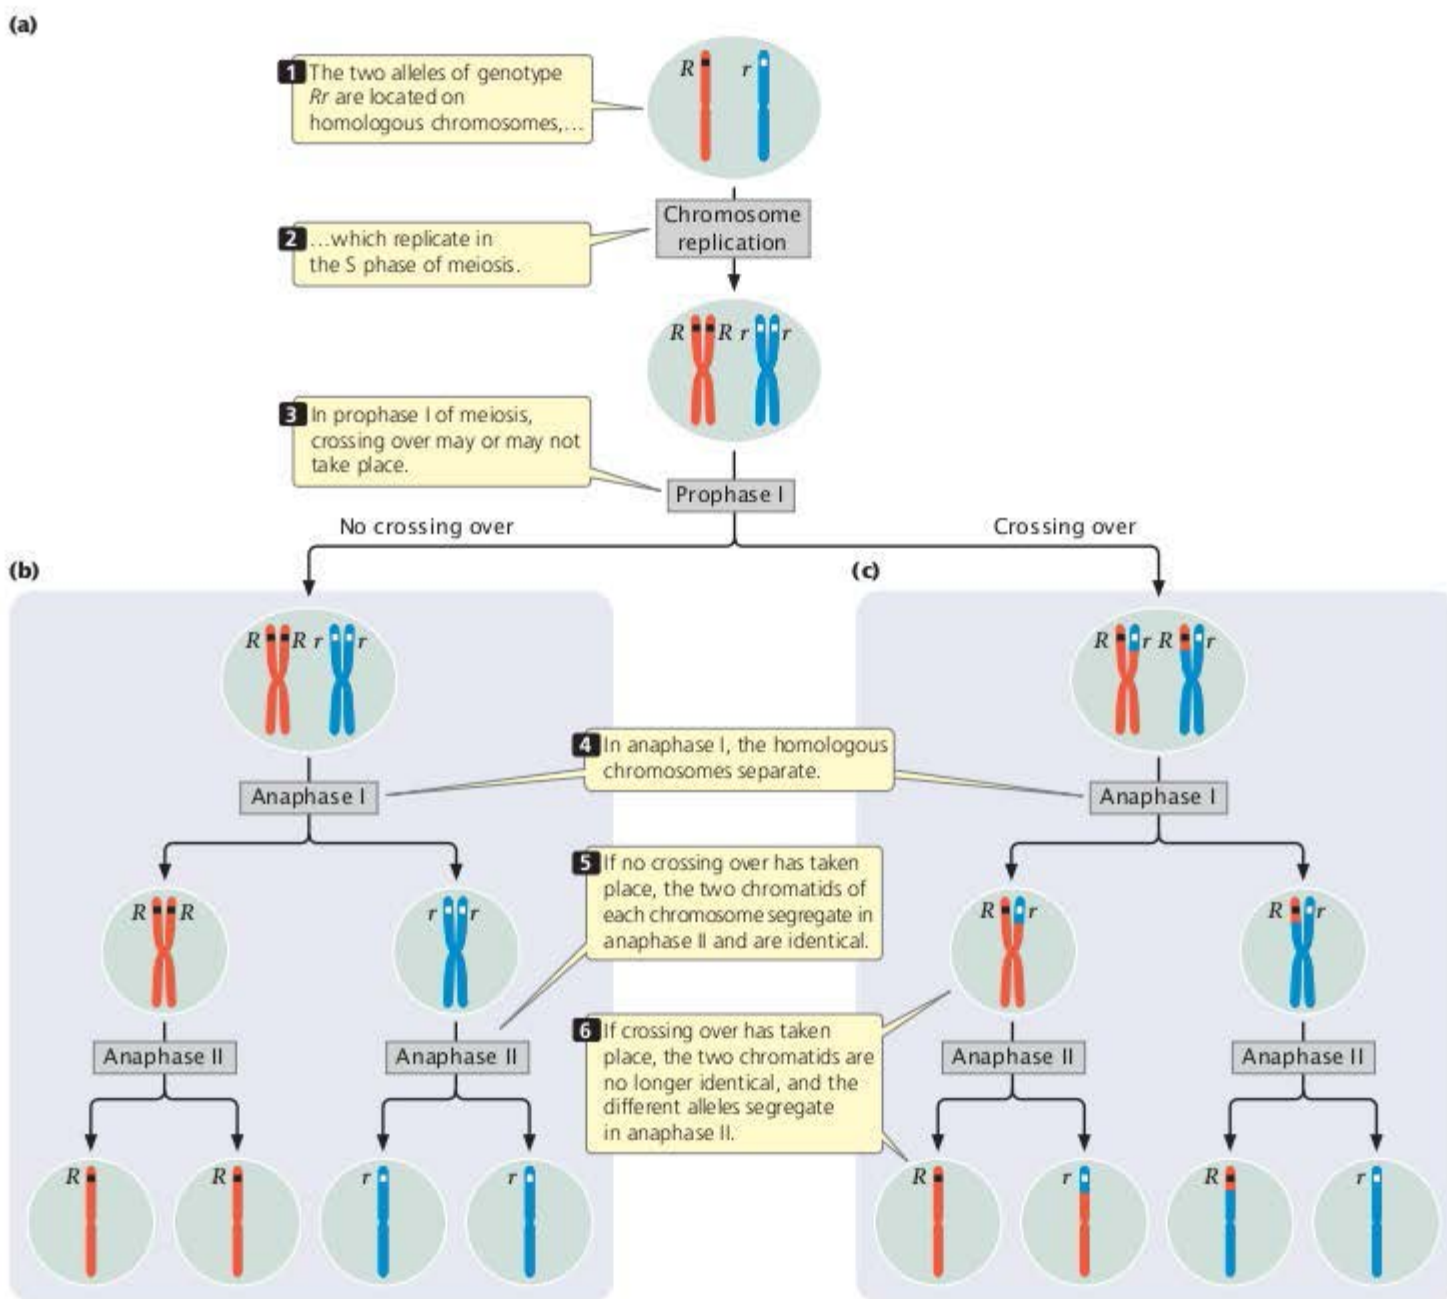 (a)
1 The two alleles of genotype
Rr are located on
homologous chromosomes,...
R r
Chromosome
replication
2 ...which replicate in
the S phase of meiosis.
R R r r
3 In prophase I of meiosis,
crossing over may or may not
take place.
Prophase I
No crossing over
Crossing over
(b)
(c)
R R r r
R r R r
4 In anaphase I, the homologous
chromosomes separate.
Anaphase I
Anaphase I
5 If no crossing over has taken
place, the two chromatids of
each chromosome segregate in
anaphase II and are identical.
R R
r r
R r
R r
6 If crossing over has taken
place, the two chromatids are
no longer identical, and the
different alleles segregate
in anaphase II.
Anaphase II
Anaphase II
Anaphase II
Anaphase II
R
R
r
r
R
r
R
r